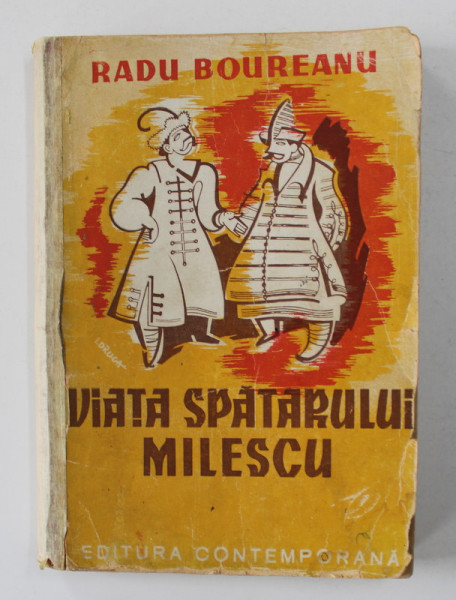 RADU BOUREANU
VIAȚA SPĂTARULUI
MILESCU
EDITURA CONTEMPORANĂ